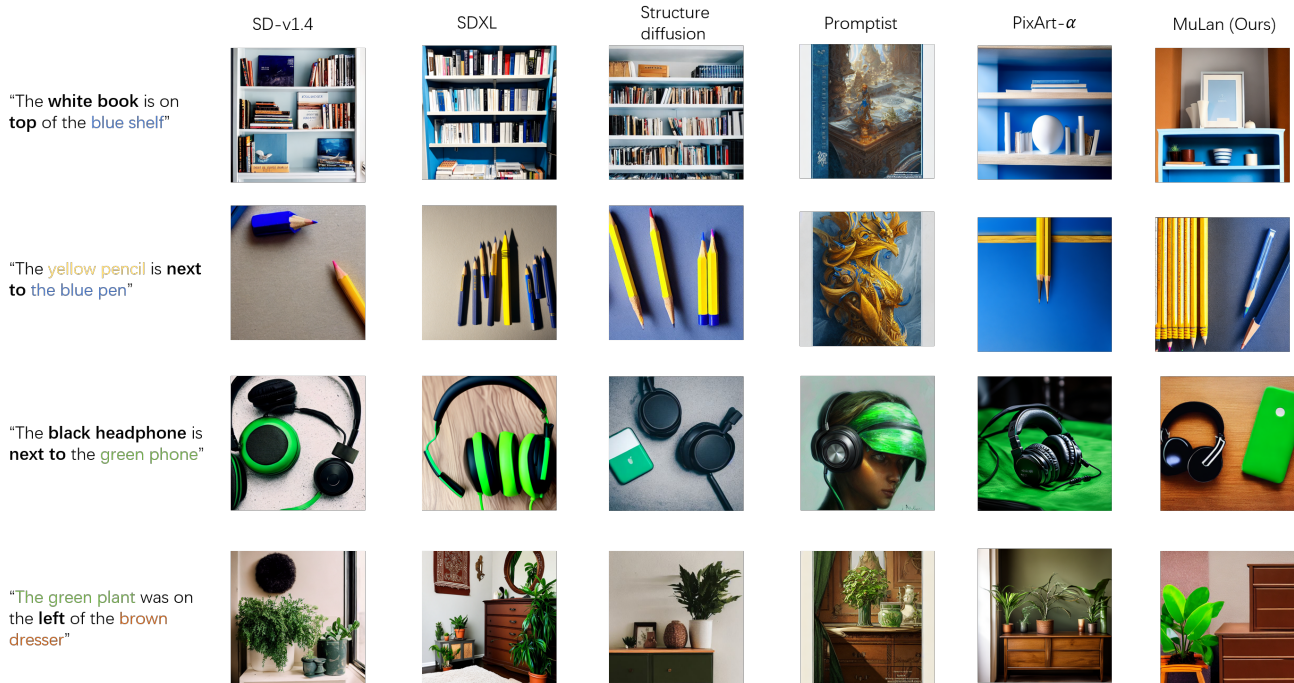 SD-v1.4
SDXL
Structure
diffusion
Promptist
PixArt-α
MuLan (Ours)
“The white book is on
top of the blue shelf”
“The yellow pencil is next
to the blue pen”
“The black headphone is
next to the green phone”
“The green plant was on
the left of the brown
dresser”